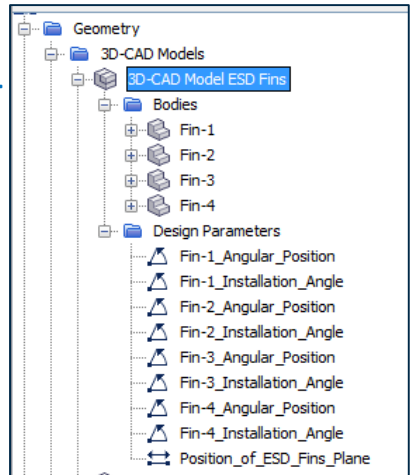 Geometry
3D-CAD Models
3D-CAD Model ESD Fins
Bodies
Fin-1
Fin-2
Fin-3
Fin-4
Design Parameters
Fin-1_Angular_Position
Fin-1_Installation_Angle
Fin-2_Angular_Position
Fin-2_Installation_Angle
Fin-3_Angular_Position
Fin-3_Installation_Angle
Fin-4_Angular_Position
Fin-4_Installation_Angle
Position_of_ESD_Fins_Plane